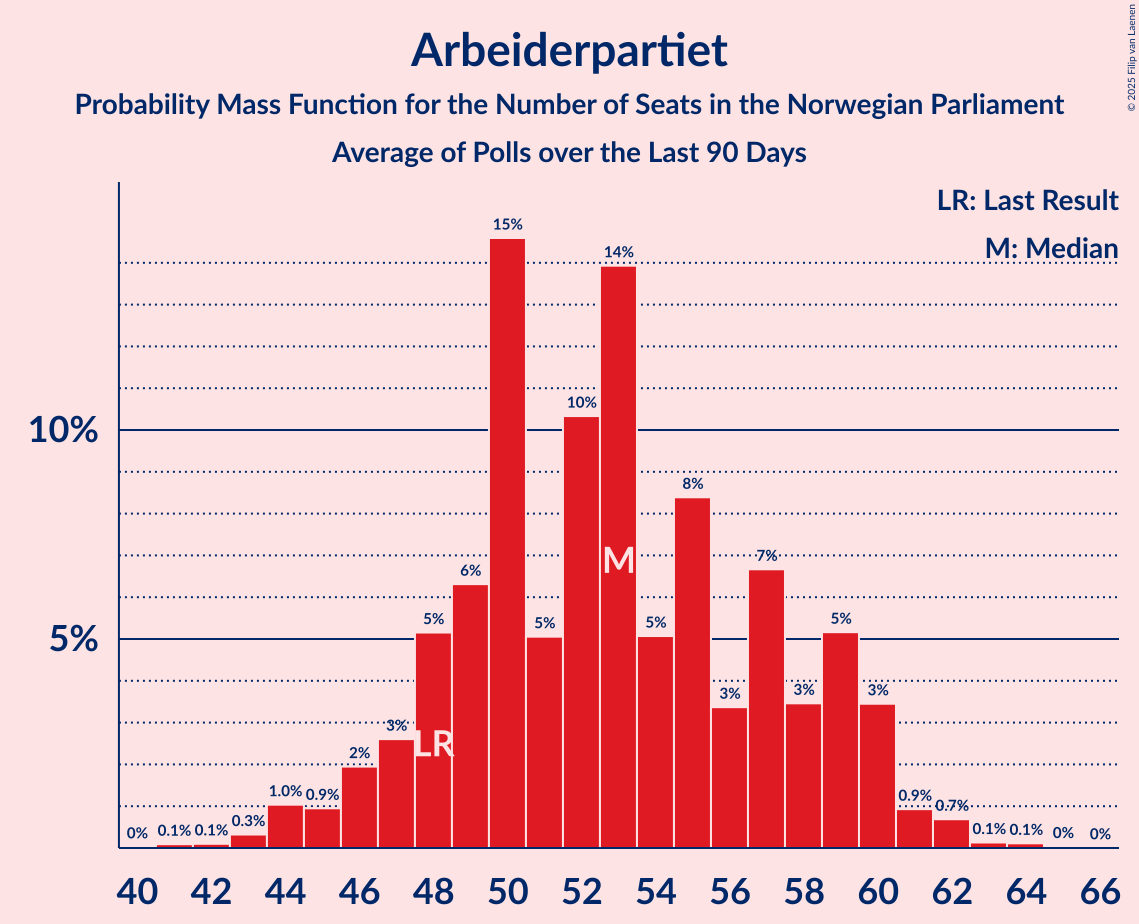 Arbeiderpartiet
Probability Mass Function for the Number of Seats in the Norwegian Parliament
Average of Polls over the Last 90 Days
© 2025 Filip van Laenen
LR: Last Result
M: Median
10%
5%
0% 0.1% 0.1% 0.3% 1.0% 0.9% 2% 3% 5% 6% 15% 5% 10% 14% 5% 8% 3% 7% 3% 5% 3% 0.9% 0.7% 0.1% 0.1% 0% 0%
LR
M
40 42 44 46 48 50 52 54 56 58 60 62 64 66